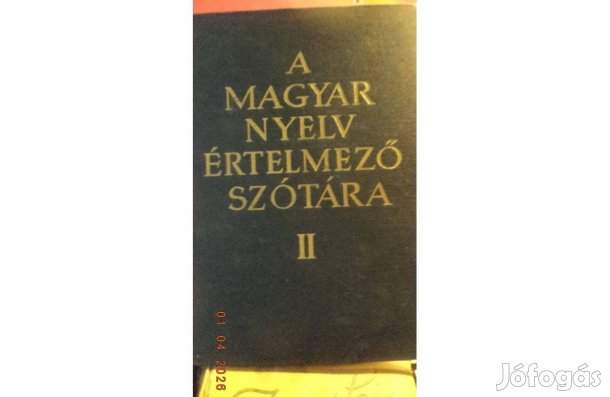 A
MAGYAR
NYELV
ÉRTELMEZŐ
SZÓTÁRA
II
01 04 2026
Jófogás